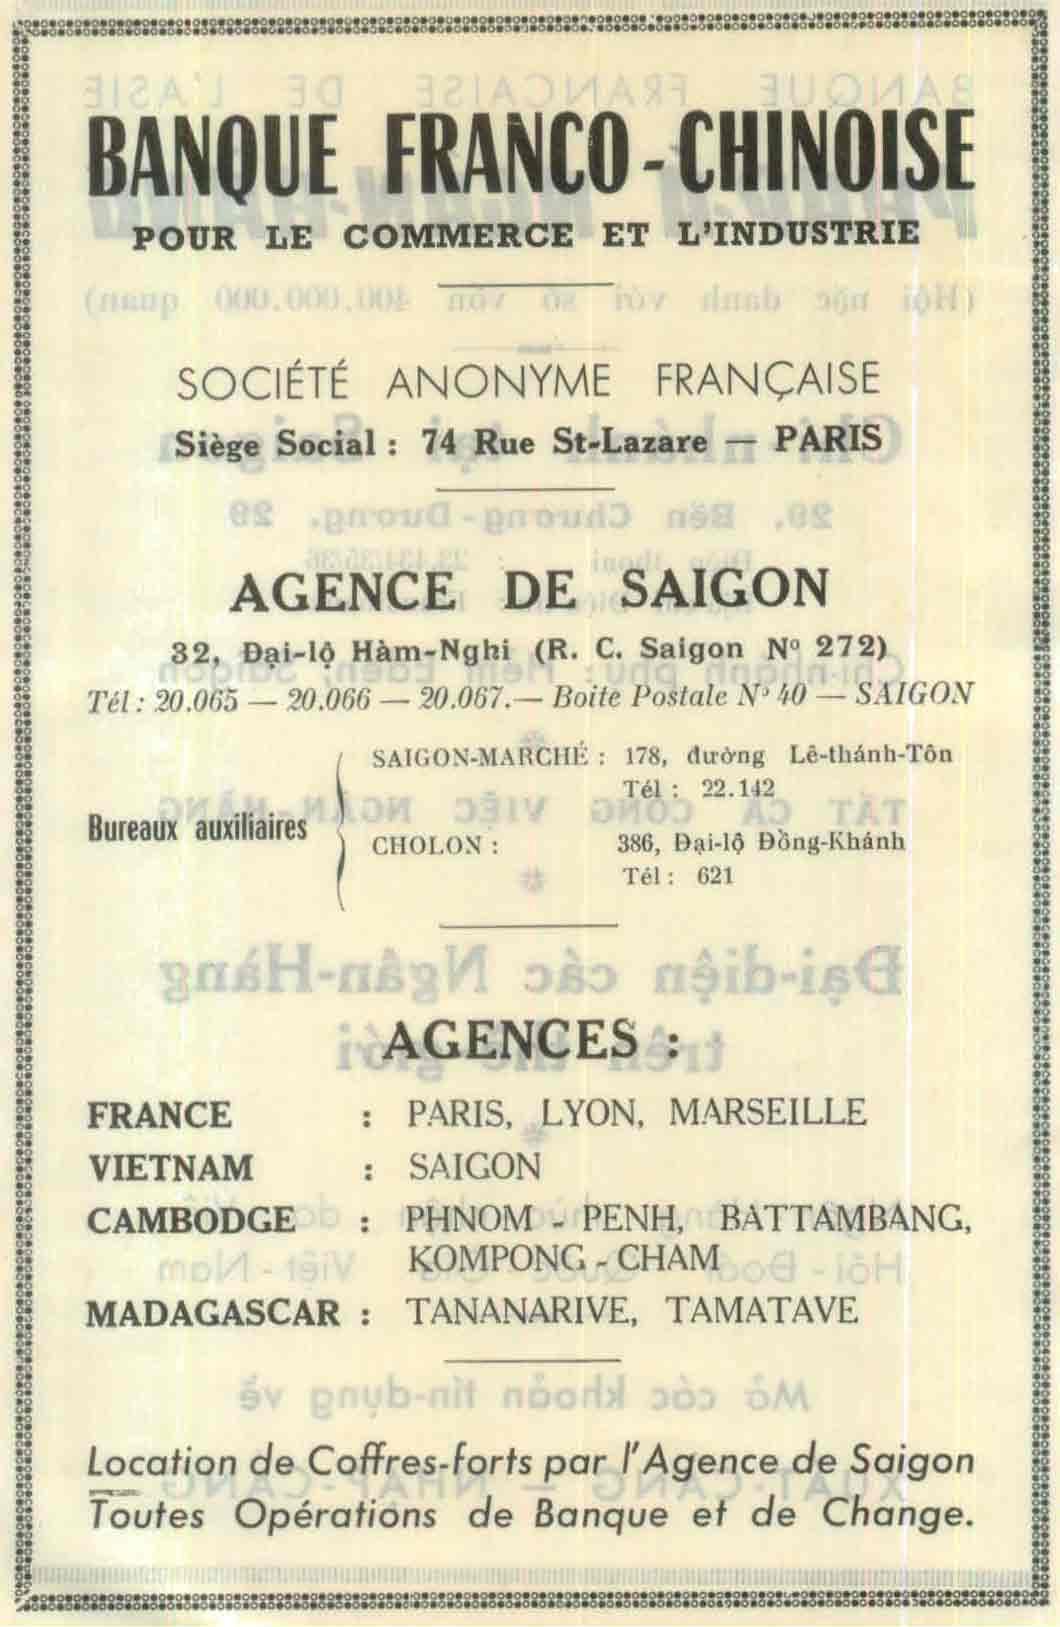 BANQUE FRANCO-CHINOISE
POUR LE COMMERCE ET L'INDUSTRIE
SOCIÉTÉ ANONYME FRANÇAISE
Siège Social : 74 Rue St-Lazare — PARIS
AGENCE DE SAIGON
32, Đại-lộ Hàm-Nghi (R. C. Saigon Nº 272)
Tél : 20.065 — 20.066 — 20.067.— Boite Postale Nº 40 — SAIGON
Bureaux auxiliaires
SAIGON-MARCHÉ : 178, đường Lê-thánh-Tôn
Tél : 22.142
CHOLON : 386, Đại-lộ Đồng-Khánh
Tél : 621
AGENCES :
FRANCE : PARIS, LYON, MARSEILLE
VIETNAM : SAIGON
CAMBODGE : PHNOM - PENH, BATTAMBANG,
KOMPONG - CHAM
MADAGASCAR : TANANARIVE, TAMATAVE
Location de Coffres-forts par l'Agence de Saigon
Toutes Opérations de Banque et de Change.